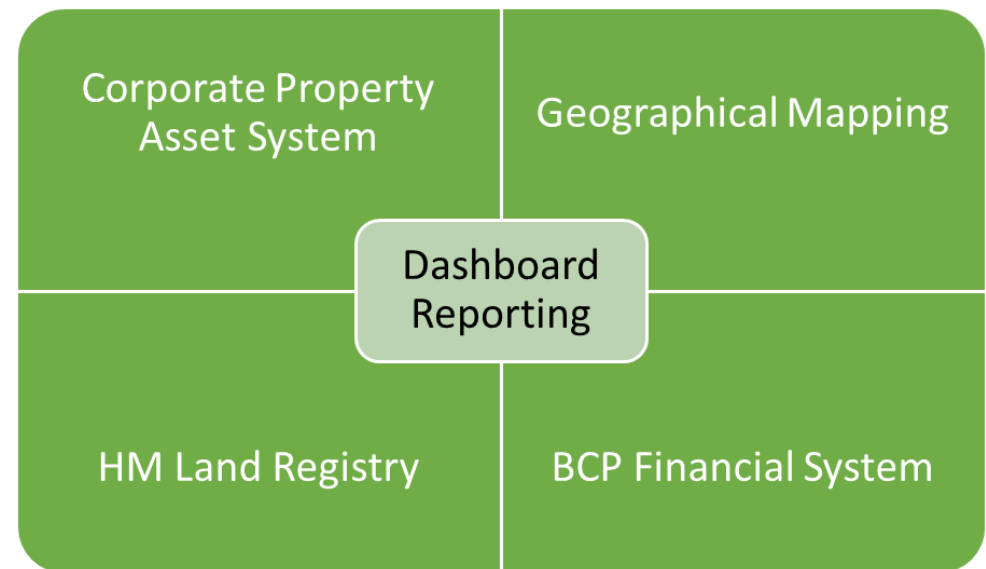 Corporate Property
Asset System
Geographical Mapping
Dashboard
Reporting
HM Land Registry
BCP Financial System